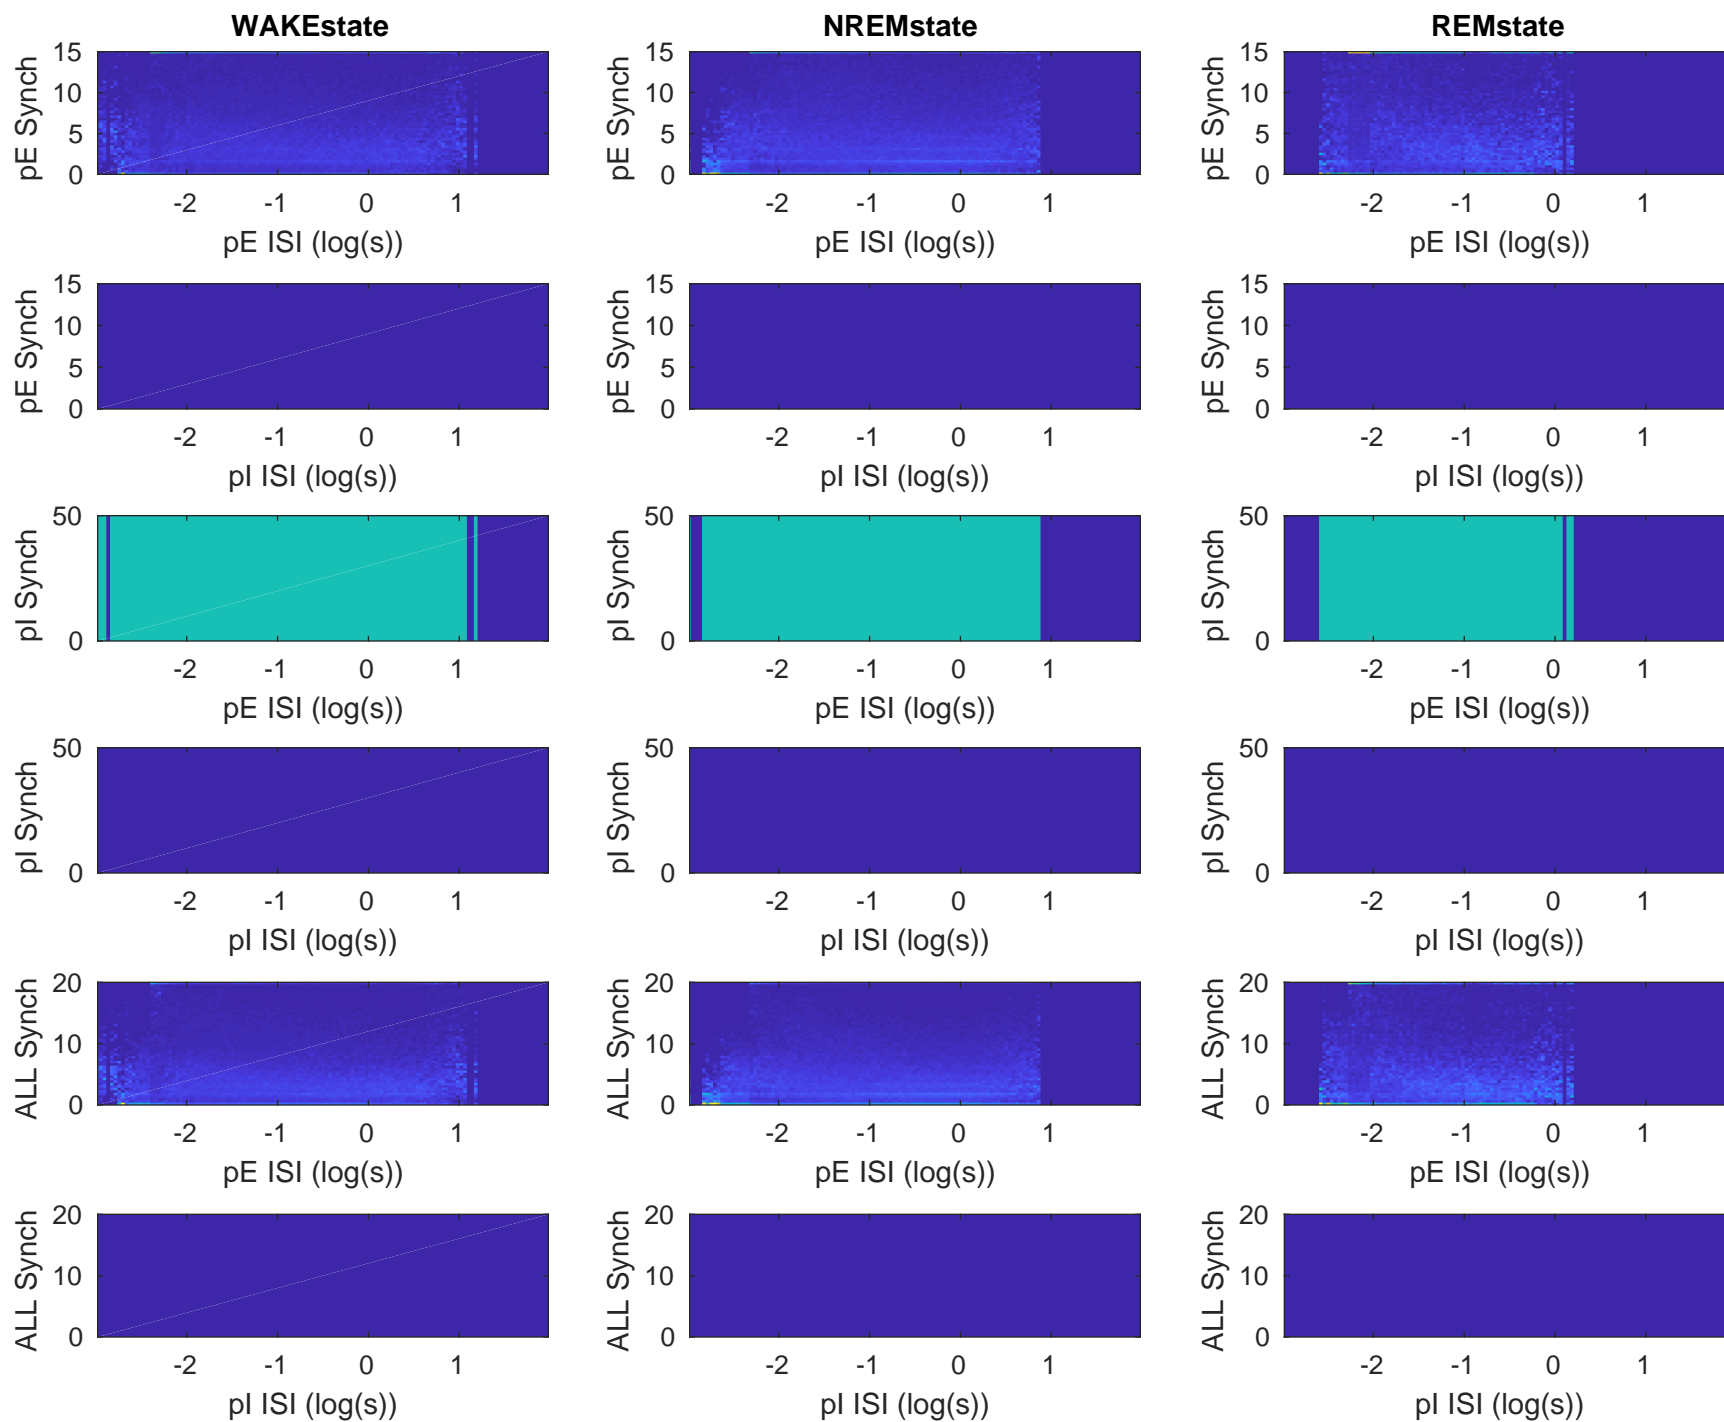 WAKEstate NREMstate REMstate
15 15 15
10 10 10
5 5 5
0 0 0
pE Synch pE Synch pE Synch
-2 -1 0 1 -2 -1 0 1 -2 -1 0 1
pE ISI (log(s)) pE ISI (log(s)) pE ISI (log(s))
15 15 15
10 10 10
5 5 5
0 0 0
pE Synch pE Synch pE Synch
-2 -1 0 1 -2 -1 0 1 -2 -1 0 1
pI ISI (log(s)) pI ISI (log(s)) pI ISI (log(s))
50 50 50
0 0 0
pI Synch pI Synch pI Synch
-2 -1 0 1 -2 -1 0 1 -2 -1 0 1
pE ISI (log(s)) pE ISI (log(s)) pE ISI (log(s))
50 50 50
0 0 0
pI Synch pI Synch pI Synch
-2 -1 0 1 -2 -1 0 1 -2 -1 0 1
pI ISI (log(s)) pI ISI (log(s)) pI ISI (log(s))
20 20 20
10 10 10
0 0 0
ALL Synch ALL Synch ALL Synch
-2 -1 0 1 -2 -1 0 1 -2 -1 0 1
pE ISI (log(s)) pE ISI (log(s)) pE ISI (log(s))
20 20 20
10 10 10
0 0 0
ALL Synch ALL Synch ALL Synch
-2 -1 0 1 -2 -1 0 1 -2 -1 0 1
pI ISI (log(s)) pI ISI (log(s)) pI ISI (log(s))